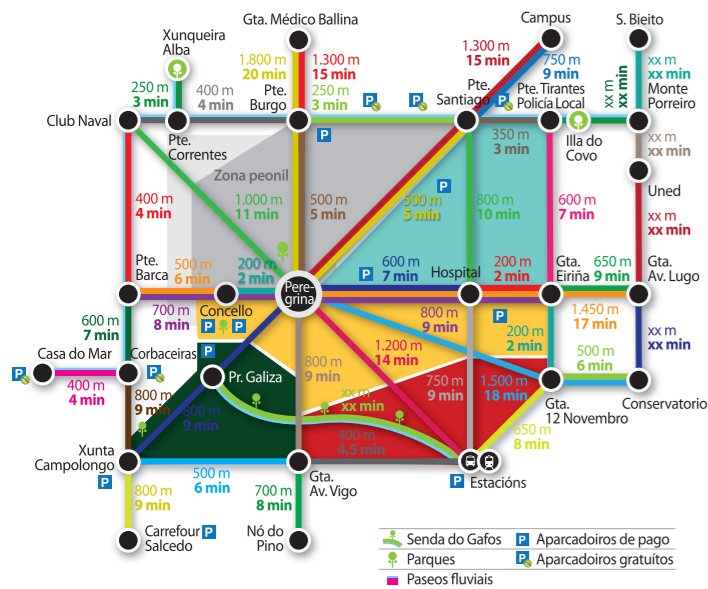 Gta. Médico Ballina
Campus
S. Bieito
Xunqueira
Alba
1.800 m
20 min
1.300 m
15 min
1.300 m
15 min
750 m
9 min
xx m
xx min
250 m
3 min
400 m
4 min
Pte.
Burgo
250 m
3 min
P
P
Pte.
Santiago
P
Pte. Tirantes
Policía Local
xx m
xx min
Monte
Porreiro
Club Naval
Pte.
Correntes
P
350 m
3 min
Illa do
Covo
xx m
xx min
Zona peonil
P
400 m
4 min
1.000 m
11 min
500 m
5 min
500 m
5 min
800 m
10 min
600 m
7 min
Uned
xx m
xx min
Pte.
Barca
500 m
6 min
200 m
2 min
P
600 m
7 min
Hospital
200 m
2 min
Gta.
Eiriña
650 m
9 min
Gta.
Av. Lugo
Pere-
grina
700 m
8 min
Concello
P
P
800 m
9 min
P
1.450 m
17 min
xx m
xx min
600 m
7 min
200 m
2 min
Casa do Mar
Corbaceiras
P
1.200 m
14 min
500 m
6 min
P
P
Pr. Galiza
800 m
9 min
750 m
9 min
1.500 m
18 min
400 m
4 min
800 m
9 min
800 m
9 min
xx m
xx min
Gta.
12 Novembro
Conservatorio
400 m
4,5 min
650 m
8 min
Xunta
Campolongo
P
500 m
6 min
Gta.
Av. Vigo
P
Estacións
800 m
9 min
700 m
8 min
Carrefour
Salcedo
P
Nó do
Pino
Senda do Gafos
P Aparcadoiros de pago
Parques
P Aparcadoiros gratuítos
Paseos fluviais